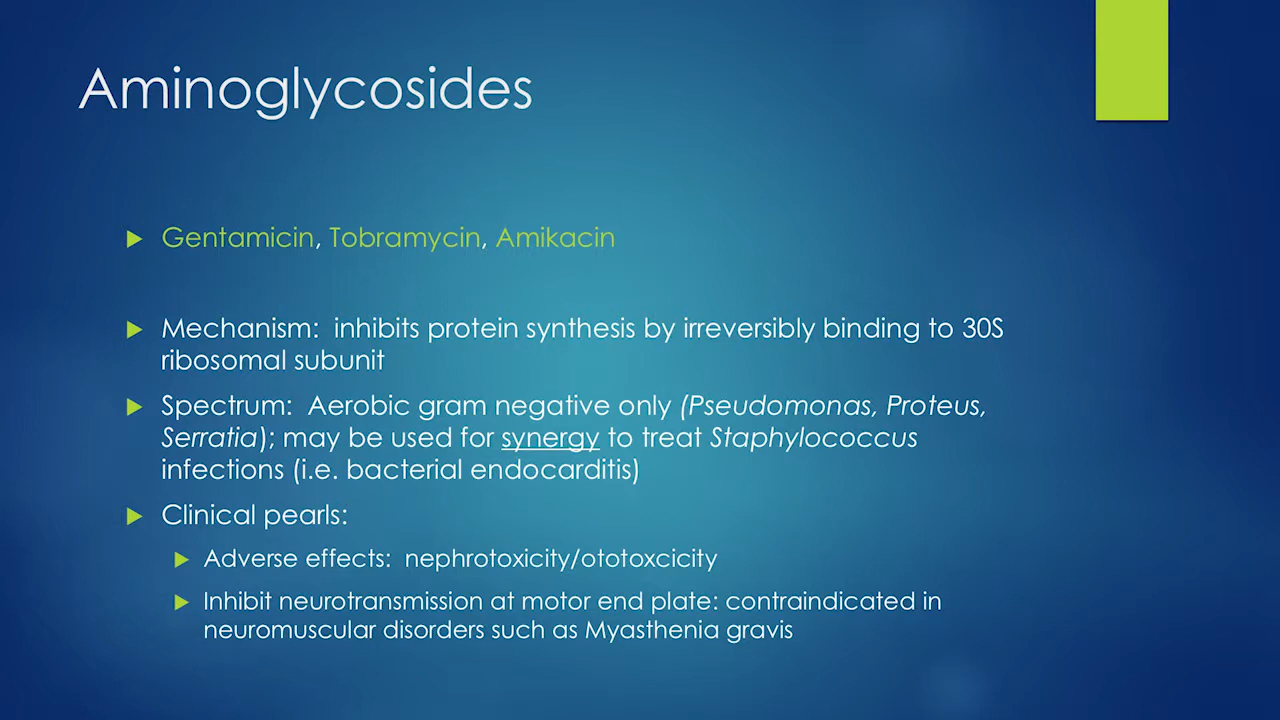 Aminoglycosides
Gentamicin, Tobramycin, Amikacin
Mechanism:  inhibits protein synthesis by irreversibly binding to 30S
ribosomal subunit
Spectrum:  Aerobic gram negative only (Pseudomonas, Proteus,
Serratia); may be used for synergy to treat Staphylococcus
infections (i.e. bacterial endocarditis)
Clinical pearls:
Adverse effects:  nephrotoxicity/ototoxcicity
Inhibit neurotransmission at motor end plate: contraindicated in
neuromuscular disorders such as Myasthenia gravis